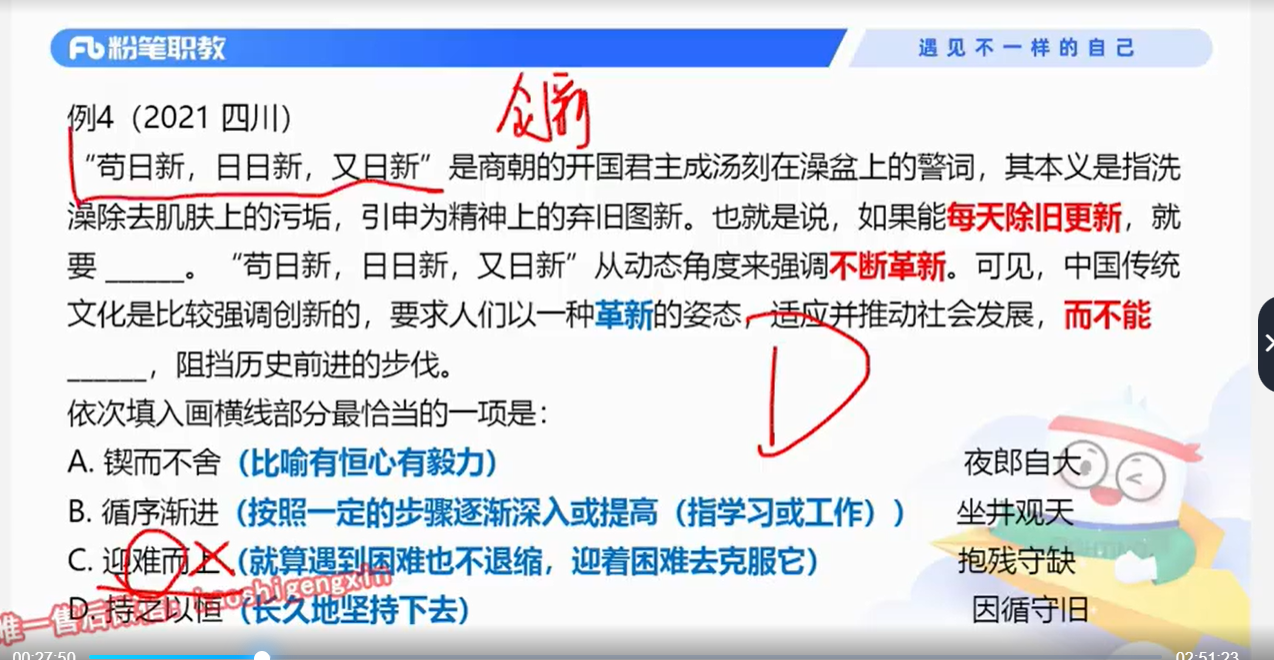 粉笔职教
遇见不一样的自己
创新
例4（2021 四川）
“苟日新，日日新，又日新”是商朝的开国君主成汤刻在澡盆上的警词，其本义是指洗
澡除去肌肤上的污垢，引申为精神上的弃旧图新。也就是说，如果能每天除旧更新，就
要 ______。“苟日新，日日新，又日新”从动态角度来强调不断革新。可见，中国传统
文化是比较强调创新的，要求人们以一种革新的姿态，适应并推动社会发展，而不能
______，阻挡历史前进的步伐。
D
依次填入画横线部分最恰当的一项是：
A. 锲而不舍（比喻有恒心有毅力） 夜郎自大
B. 循序渐进（按照一定的步骤逐渐深入或提高（指学习或工作）） 坐井观天
C. 迎难而上（就算遇到困难也不退缩，迎着困难去克服它） 抱残守缺
D. 持之以恒（长久地坚持下去） 因循守旧
唯一售后 haoshigengxin
00:27:50 02:51:23